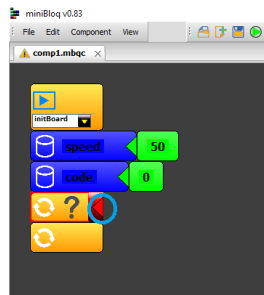 miniBloq v0.83
File Edit Component View
comp1.mbqc ×
initBoard
speed 50
code 0
?